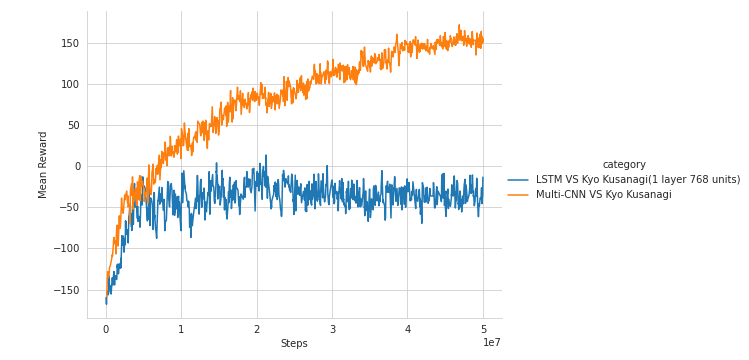 150
100
50
0
−50
−100
−150
Mean Reward
0
1
2
3
4
5
1e7
Steps
category
LSTM VS Kyo Kusanagi(1 layer 768 units)
Multi-CNN VS Kyo Kusanagi